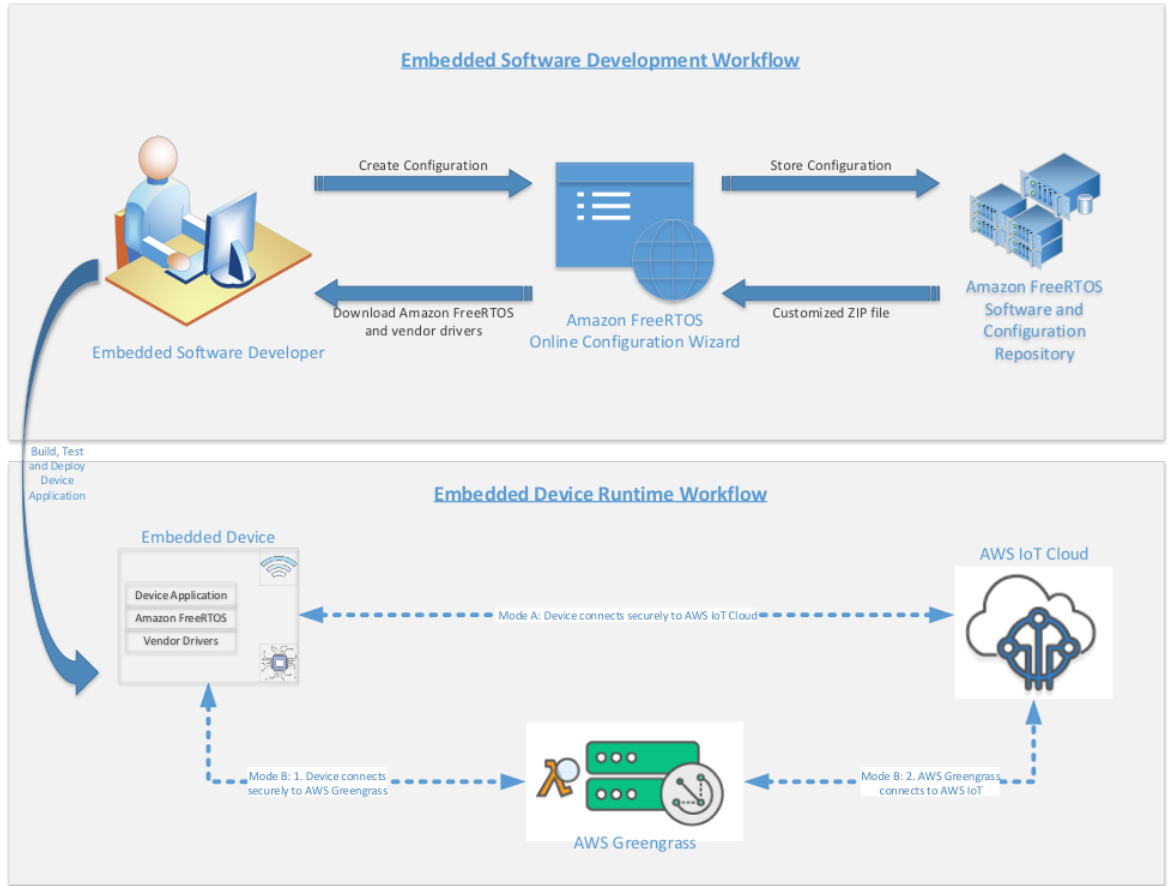 Embedded Software Development Workflow
Create Configuration
Store Configuration
Download Amazon FreeRTOS
and vendor drivers
Customized ZIP file
Embedded Software Developer
Amazon FreeRTOS
Online Configuration Wizard
Amazon FreeRTOS
Software and
Configuration
Repository
Build, Test
and Deploy
Device
Application
Embedded Device Runtime Workflow
Embedded Device
Device Application
Amazon FreeRTOS
Vendor Drivers
AWS IoT Cloud
Mode A: Device connects securely to AWS IoT Cloud
Mode B: 1. Device connects
securely to AWS Greengrass
Mode B: 2. AWS Greengrass
connects to AWS IoT
AWS Greengrass